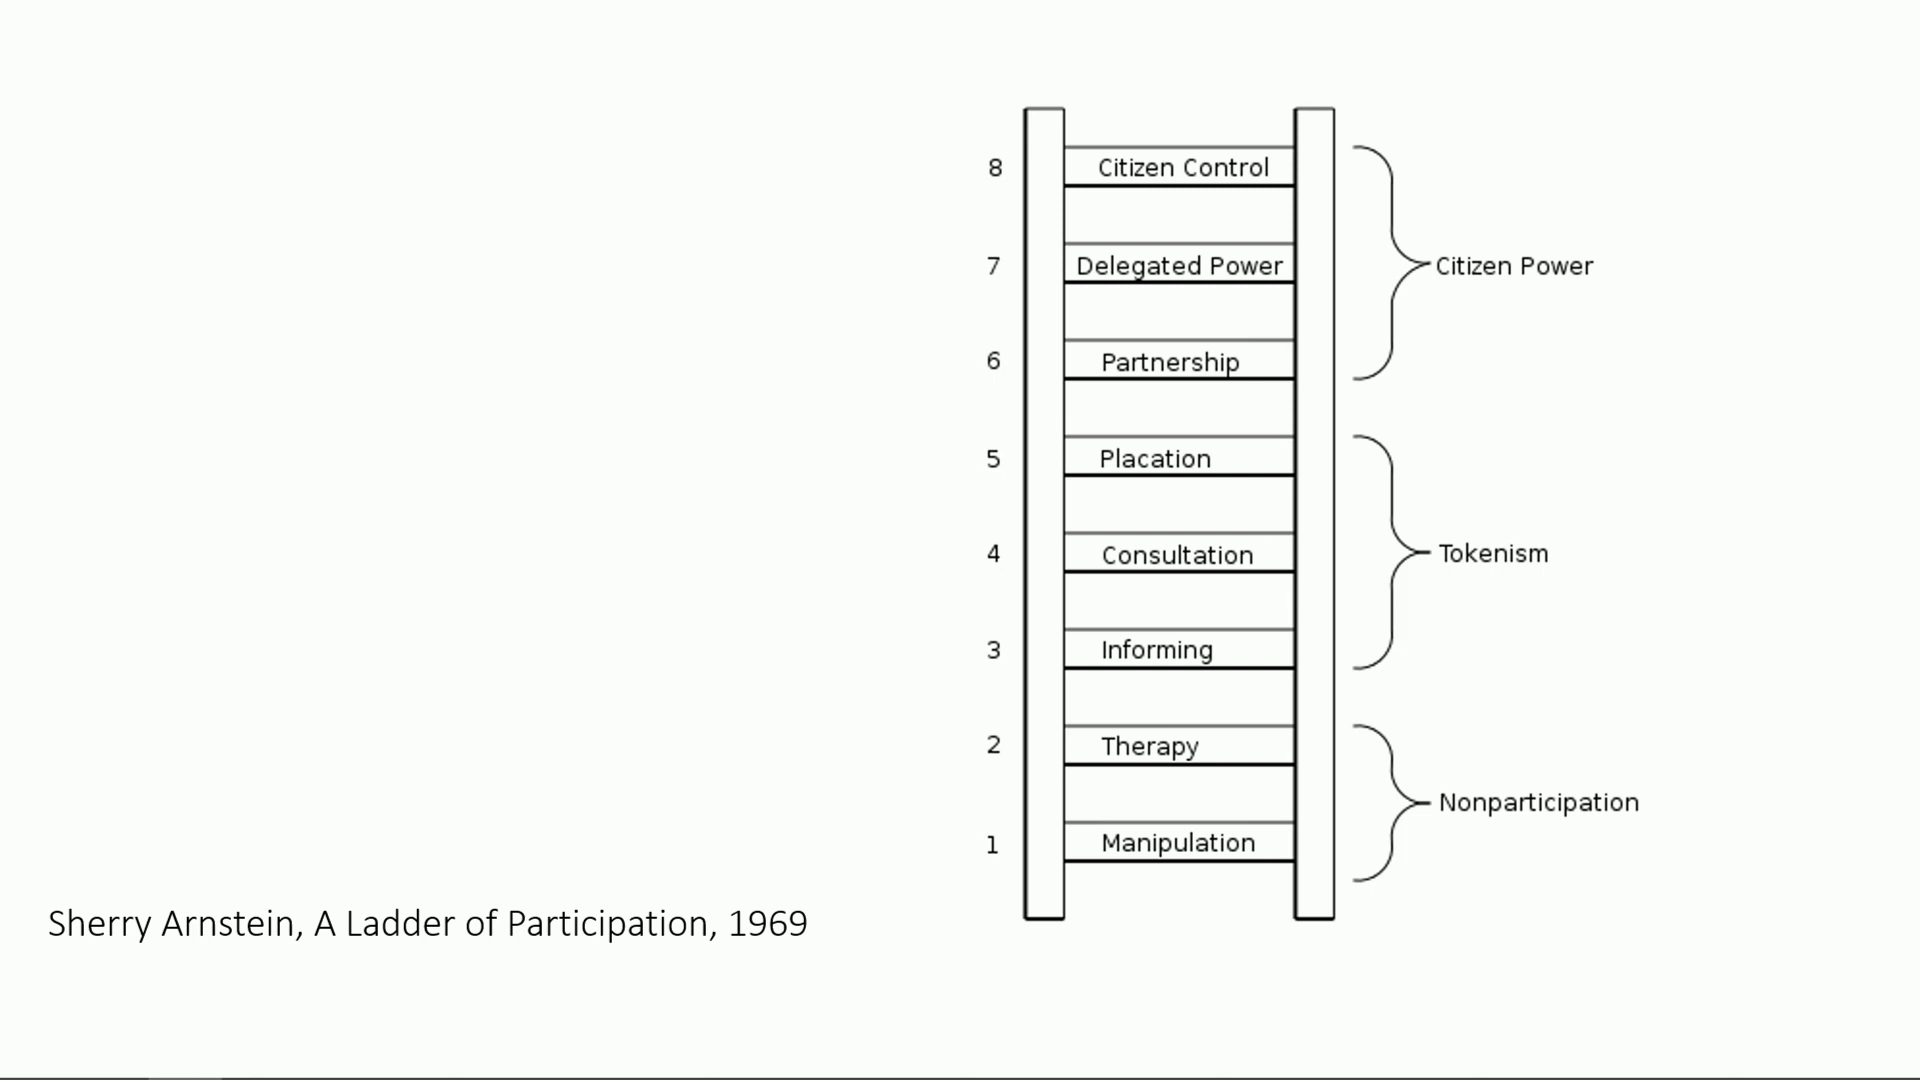 8 Citizen Control
7 Delegated Power
Citizen Power
6 Partnership
5 Placation
4 Consultation
Tokenism
3 Informing
2 Therapy
Nonparticipation
1 Manipulation
Sherry Arnstein, A Ladder of Participation, 1969